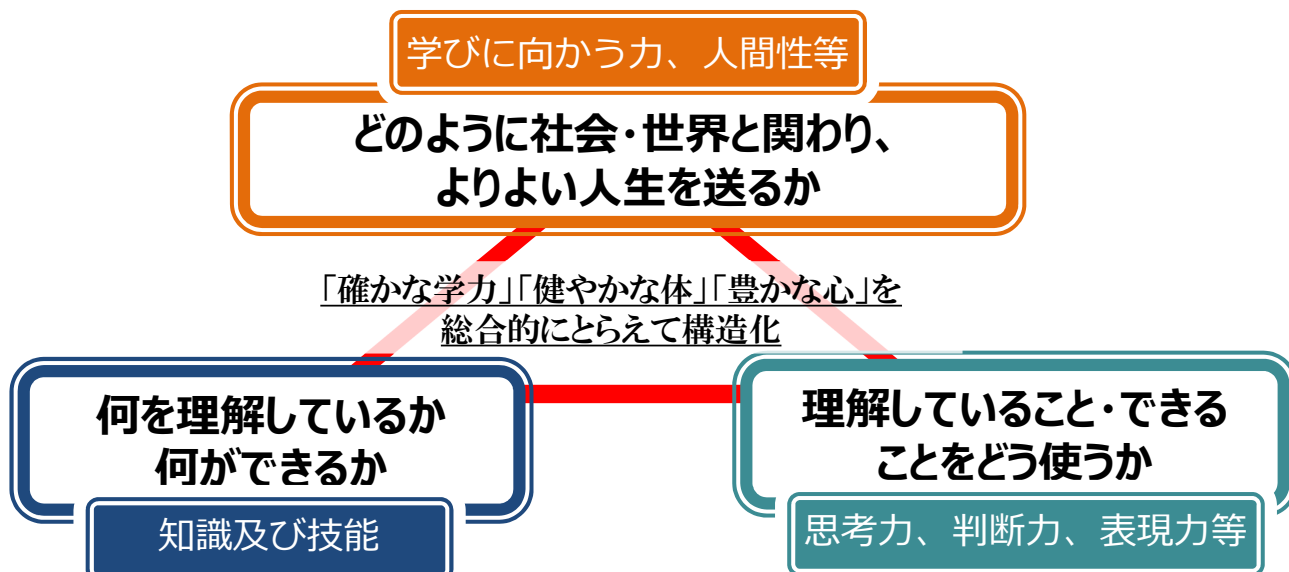 学びに向かう力、人間性等
どのように社会・世界と関わり、
よりよい人生を送るか
「確かな学力」「健やかな体」「豊かな心」を
総合的にとらえて構造化
何を理解しているか
何ができるか
知識及び技能
理解していること・できる
ことをどう使うか
思考力、判断力、表現力等